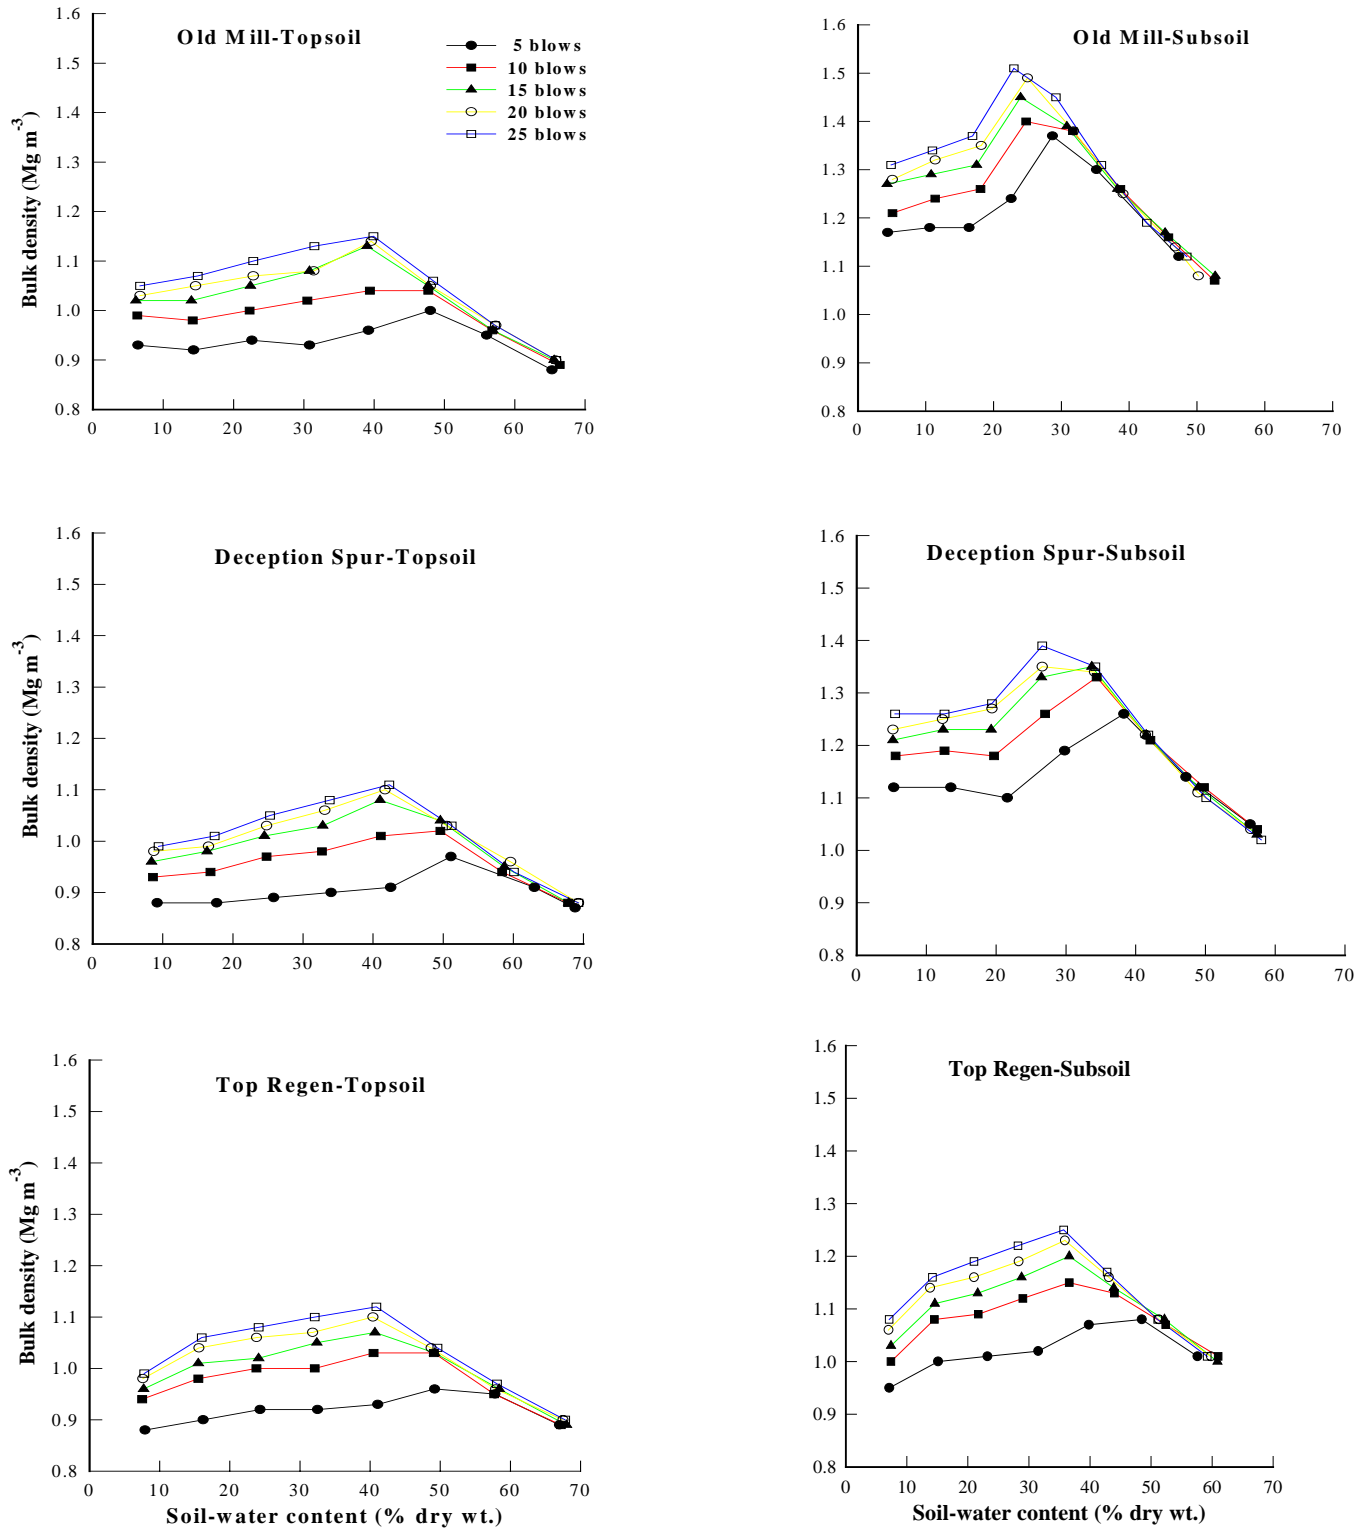 Old Mill-Topsoil
5 blows
10 blows
15 blows
20 blows
25 blows
Bulk density (Mg m-3)
1.6
1.5
1.4
1.3
1.2
1.1
1.0
0.9
0.8
0 10 20 30 40 50 60 70
Old Mill-Subsoil
1.6
1.5
1.4
1.3
1.2
1.1
1.0
0.9
0.8
0 10 20 30 40 50 60 70
Deception Spur-Topsoil
Bulk density (Mg m-3)
1.6
1.5
1.4
1.3
1.2
1.1
1.0
0.9
0.8
0 10 20 30 40 50 60 70
Deception Spur-Subsoil
1.6
1.5
1.4
1.3
1.2
1.1
1.0
0.9
0.8
0 10 20 30 40 50 60 70
Top Regen-Topsoil
Bulk density (Mg m-3)
1.6
1.5
1.4
1.3
1.2
1.1
1.0
0.9
0.8
0 10 20 30 40 50 60 70
Soil-water content (% dry wt.)
Top Regen-Subsoil
1.6
1.5
1.4
1.3
1.2
1.1
1.0
0.9
0.8
0 10 20 30 40 50 60 70
Soil-water content (% dry wt.)